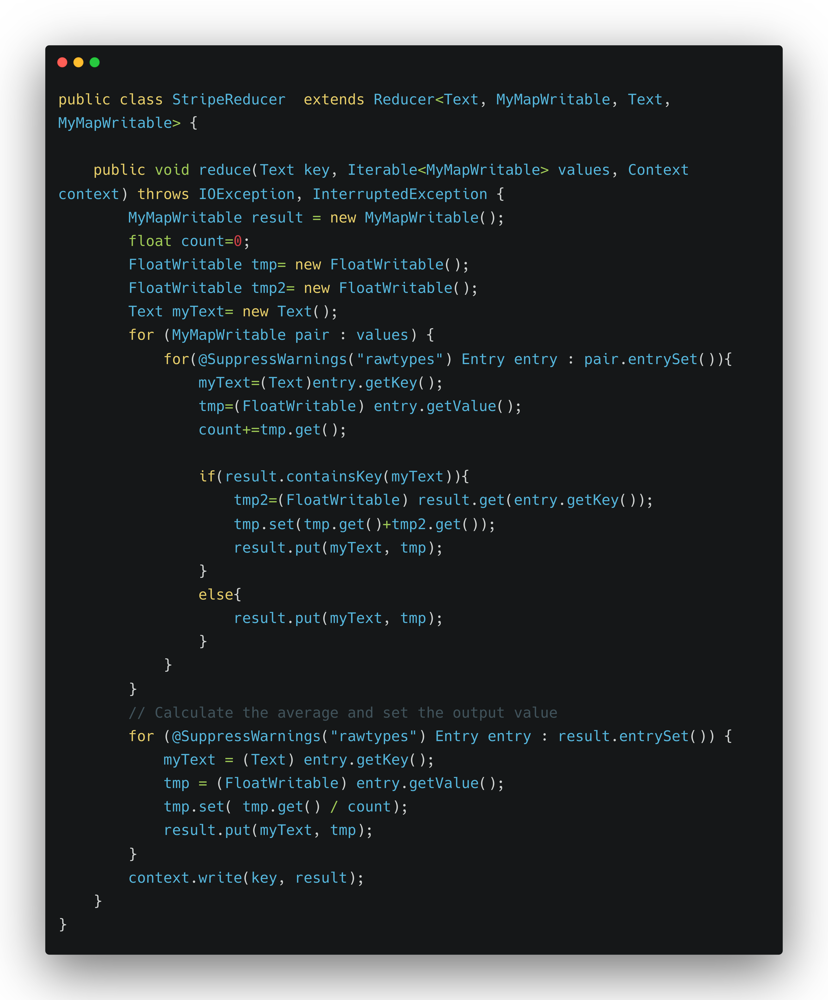 public class StripeReducer  extends Reducer<Text, MyMapWritable, Text,
MyMapWritable> {

    public void reduce(Text key, Iterable<MyMapWritable> values, Context
context) throws IOException, InterruptedException {
        MyMapWritable result = new MyMapWritable();
        float count=0;
        FloatWritable tmp= new FloatWritable();
        FloatWritable tmp2= new FloatWritable();
        Text myText= new Text();
        for (MyMapWritable pair : values) {
            for(@SuppressWarnings("rawtypes") Entry entry : pair.entrySet()){
                myText=(Text)entry.getKey();
                tmp=(FloatWritable) entry.getValue();
                count+=tmp.get();

                if(result.containsKey(myText)){
                    tmp2=(FloatWritable) result.get(entry.getKey());
                    tmp.set(tmp.get()+tmp2.get());
                    result.put(myText, tmp);
                }
                else{
                    result.put(myText, tmp);
                }
            }
        }
        // Calculate the average and set the output value
        for (@SuppressWarnings("rawtypes") Entry entry : result.entrySet()) {
            myText = (Text) entry.getKey();
            tmp = (FloatWritable) entry.getValue();
            tmp.set( tmp.get() / count);
            result.put(myText, tmp);
        }
        context.write(key, result);
    }
}